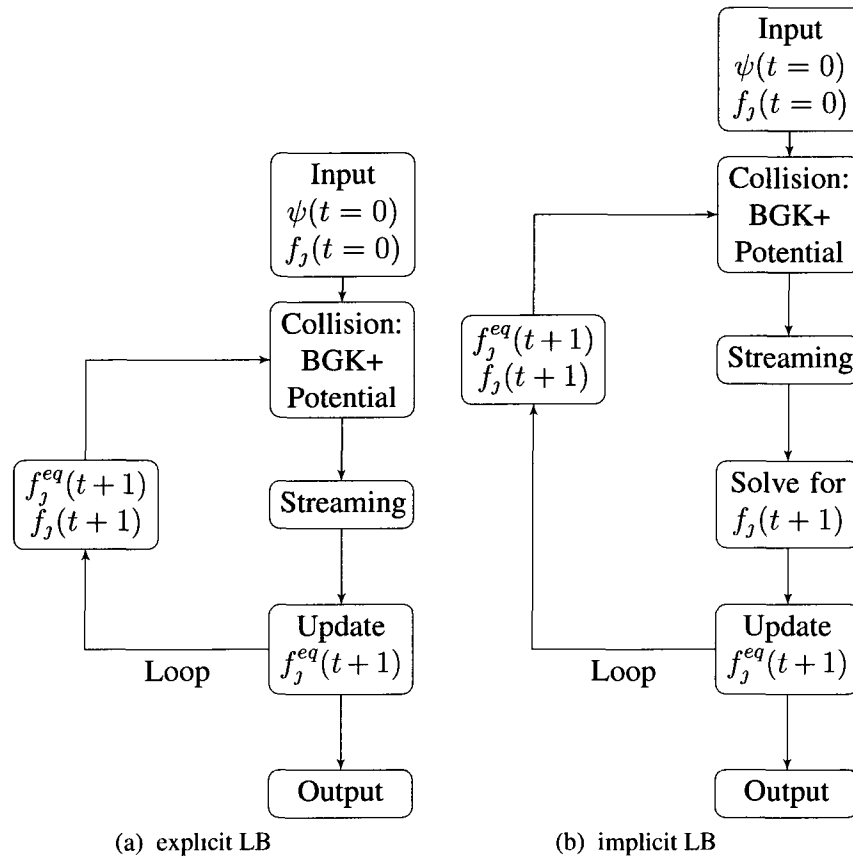 Input
ψ(t = 0)
f_j(t = 0)
Collision:
BGK+
Potential
f_j^{eq}(t + 1)
f_j(t + 1)
Streaming
Update
f_j^{eq}(t + 1)
Loop
Output
(a) explicit LB
Input
ψ(t = 0)
f_j(t = 0)
Collision:
BGK+
Potential
f_j^{eq}(t + 1)
f_j(t + 1)
Streaming
Solve for
f_j(t + 1)
Update
f_j^{eq}(t + 1)
Loop
Output
(b) implicit LB